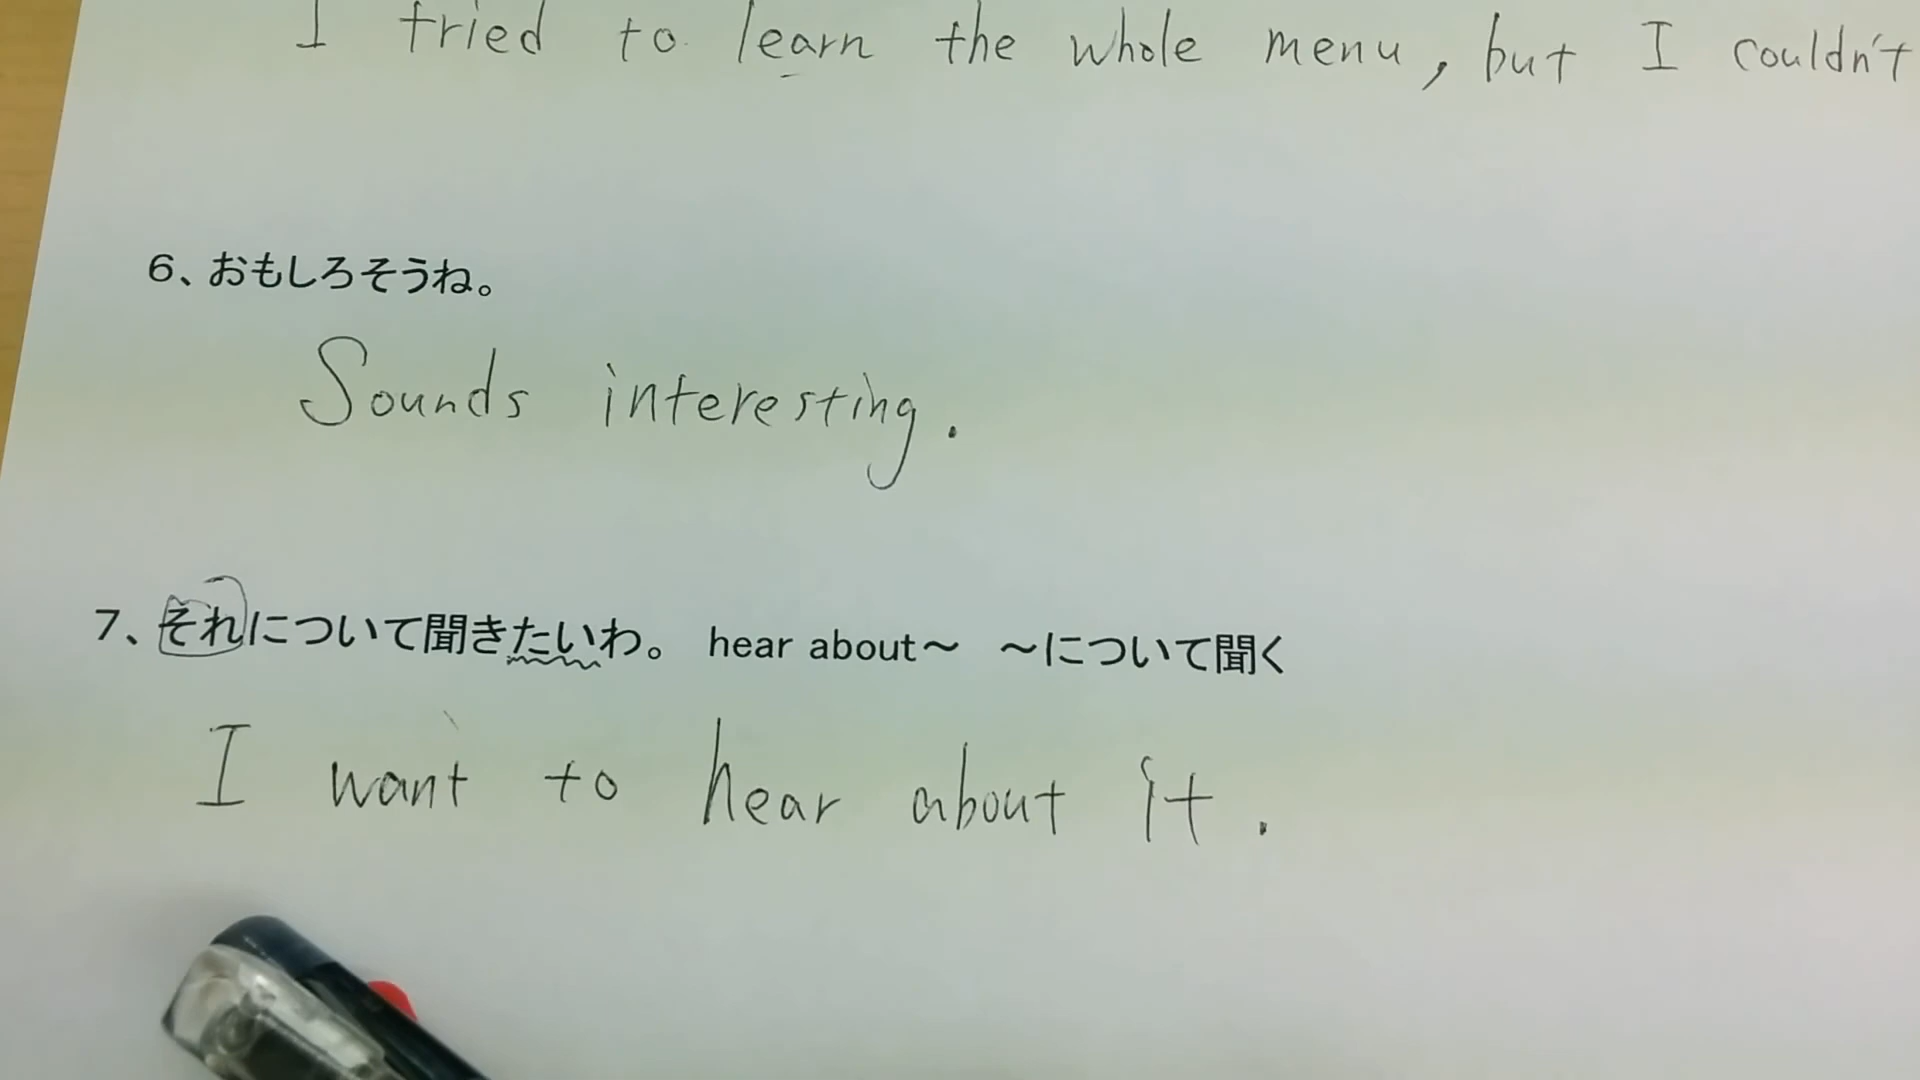 I tried to learn the whole menu, but I couldn't
6、おもしろそうね。
Sounds interesting.
7、それについて聞きたいわ。 hear about～ ～について聞く
I want to hear about it.